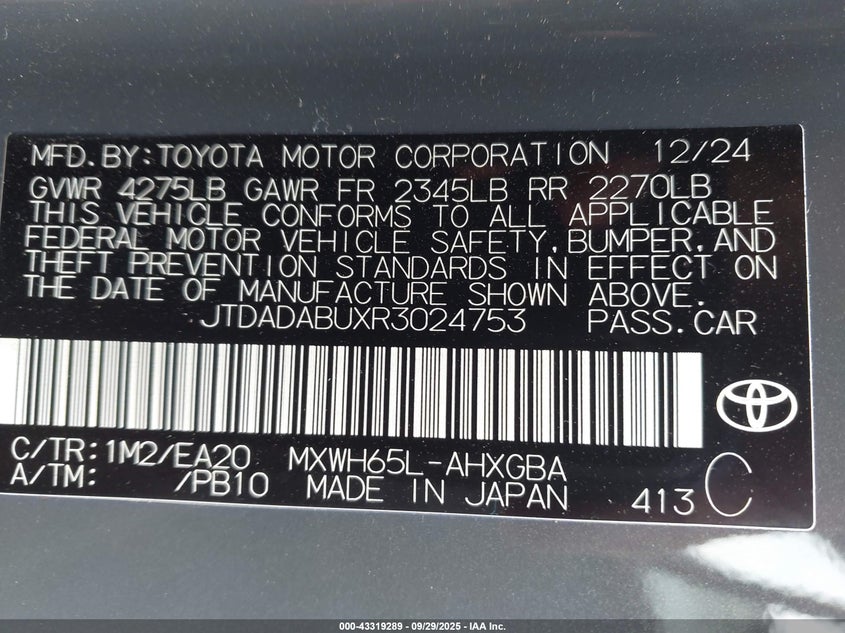 MFD.BY:TOYOTA MOTOR CORPORATION 12/24
GVWR 4275LB GAWR FR 2345LB RR 2270LB
THIS VEHICLE CONFORMS TO ALL APPLICABLE
FEDERAL MOTOR VEHICLE SAFETY,BUMPER,AND
THEFT PREVENTION STANDARDS IN EFFECT ON
THE DATE OF MANUFACTURE SHOWN ABOVE.
JTDADABUXR3024753 PASS.CAR
C/TR:1M2/EA20 MXWH65L-AHXGBA
A/TM: /PB10 MADE IN JAPAN 413 C
000-43319289 - 09/29/2025 - IAA Inc.